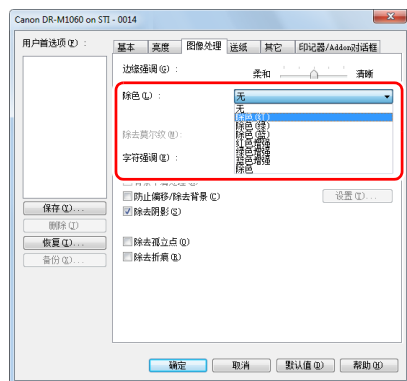 Canon DR-M1060 on STI - 0014
用户首选项(F):
保存(V)...
删除(J)
恢复(I)...
基本 亮度 图像处理 送纸 其它 印记器/Addon对话框
边缘强调(G):
柔和 清晰
除色(L): 无
无
除色(红)
除色(绿)
除色(蓝)
红色增强
绿色增强
蓝色增强
除色
除去莫尔纹(M):
字符强调(E):
防止偏移/除去背景(C)
设置(T)...
除去阴影(S)
除去孤立点(O)
除去折痕(R)
确定 取消 默认值(D) 帮助(H)